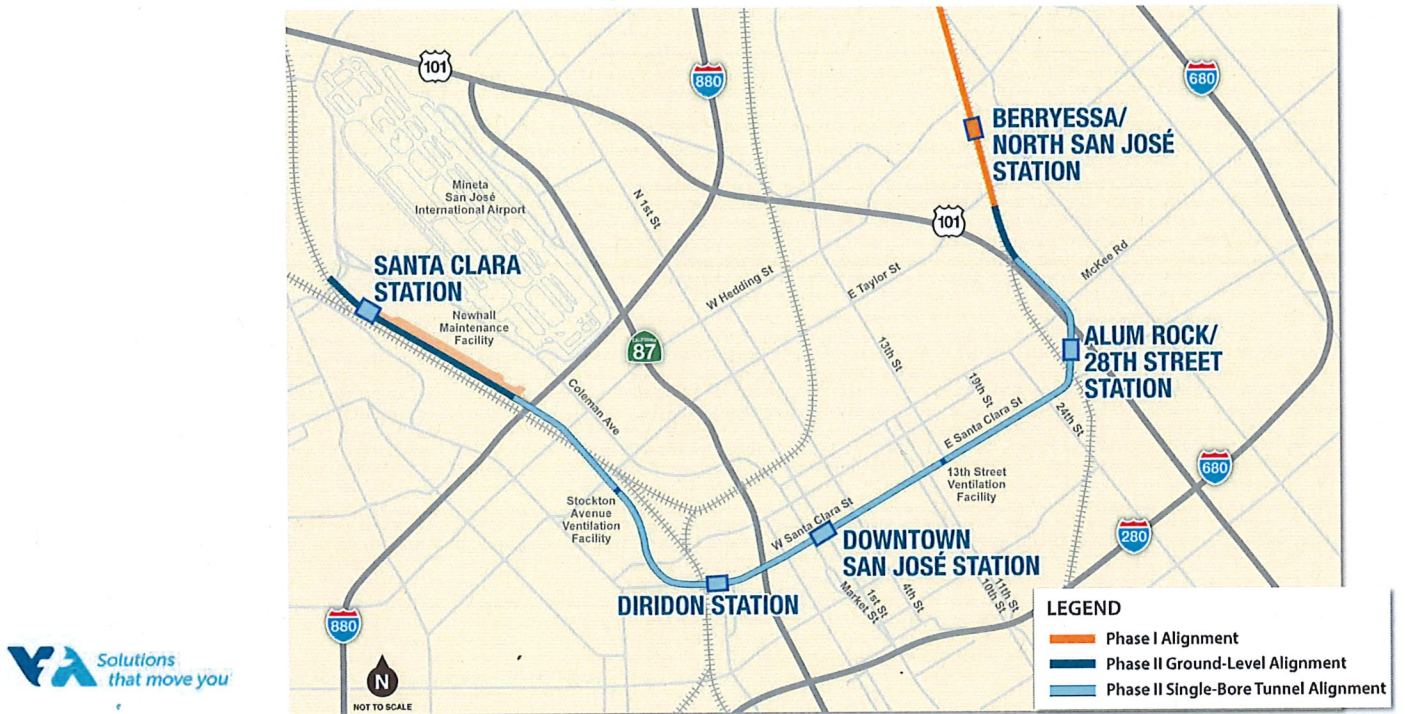 101
880
680
BERRYESSA/
NORTH SAN JOSÉ
STATION
Mineta
San José
International Airport
N 1st St
101
McKee Rd
SANTA CLARA
STATION
W Hedding St
E Taylor St
Newhall
Maintenance
Facility
CALIFORNIA
87
13th St
ALUM ROCK/
28TH STREET
STATION
Coleman Ave
19th St
24th St
E Santa Clara St
680
13th Street
Ventilation
Facility
Stockton
Avenue
Ventilation
Facility
W Santa Clara St
280
DOWNTOWN
SAN JOSÉ STATION
DIRIDON STATION
Market St
1st St
4th St
11th St
10th St
880
N
NOT TO SCALE
LEGEND
Phase I Alignment
Phase II Ground-Level Alignment
Phase II Single-Bore Tunnel Alignment
VTA
Solutions
that move you